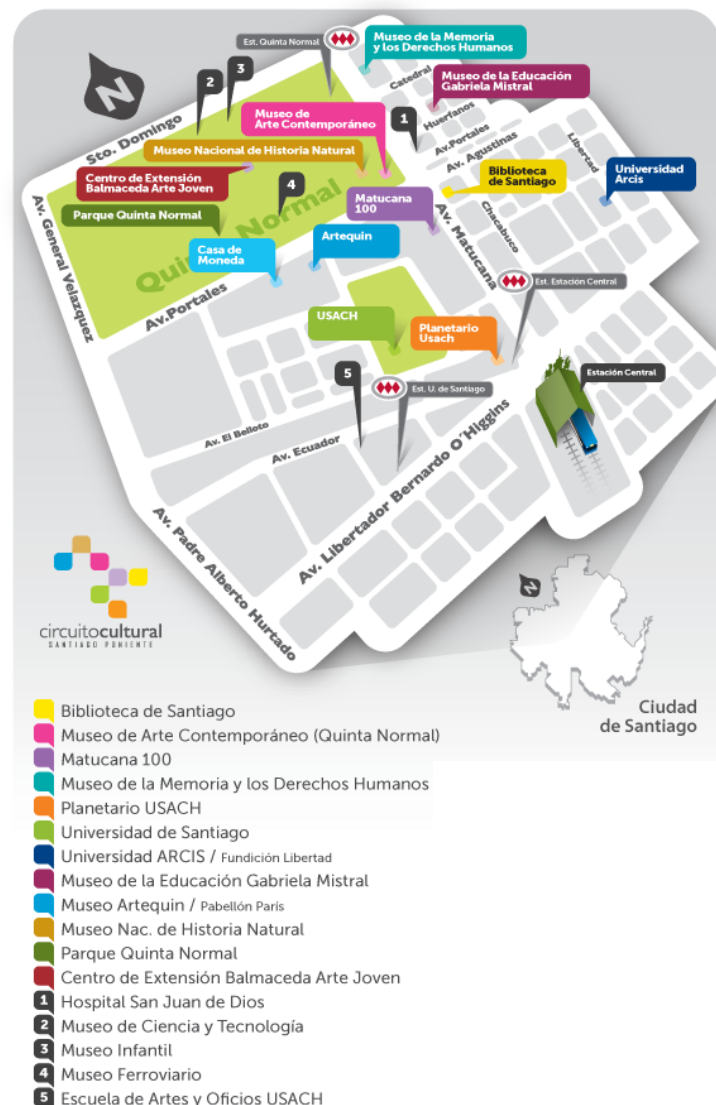 Est. Quinta Normal
Museo de la Memoria
y los Derechos Humanos
3
2
Catedral
Museo de la Educación
Gabriela Mistral
N
Museo de
Arte Contemporáneo
Huerfanos
1
Sto. Domingo
Av.Portales
Libertad
Museo Nacional de Historia Natural
Av. Agustinas
Centro de Extensión
Balmaceda Arte Joven
Biblioteca
de Santiago
Universidad
Arcis
4
Parque Quinta Normal
Matucana
100
Quinta Normal
Chacabuco
Av. Matucana
Av. General Velazquez
Casa de
Moneda
Artequin
Av.Portales
Est. Estación Central
USACH
Planetario
Usach
5
Est. U. de Santiago
Estación Central
Av. El Belloto
Av. Ecuador
Av. Libertador Bernardo O´Higgins
Av. Padre Alberto Hurtado
circuitocultural
SANTIAGO PONIENTE
N
Ciudad
de Santiago
Biblioteca de Santiago
Museo de Arte Contemporáneo (Quinta Normal)
Matucana 100
Museo de la Memoria y los Derechos Humanos
Planetario USACH
Universidad de Santiago
Universidad ARCIS / Fundición Libertad
Museo de la Educación Gabriela Mistral
Museo Artequin / Pabellón París
Museo Nac. de Historia Natural
Parque Quinta Normal
Centro de Extensión Balmaceda Arte Joven
1 Hospital San Juan de Dios
2 Museo de Ciencia y Tecnología
3 Museo Infantil
4 Museo Ferroviario
5 Escuela de Artes y Oficios USACH